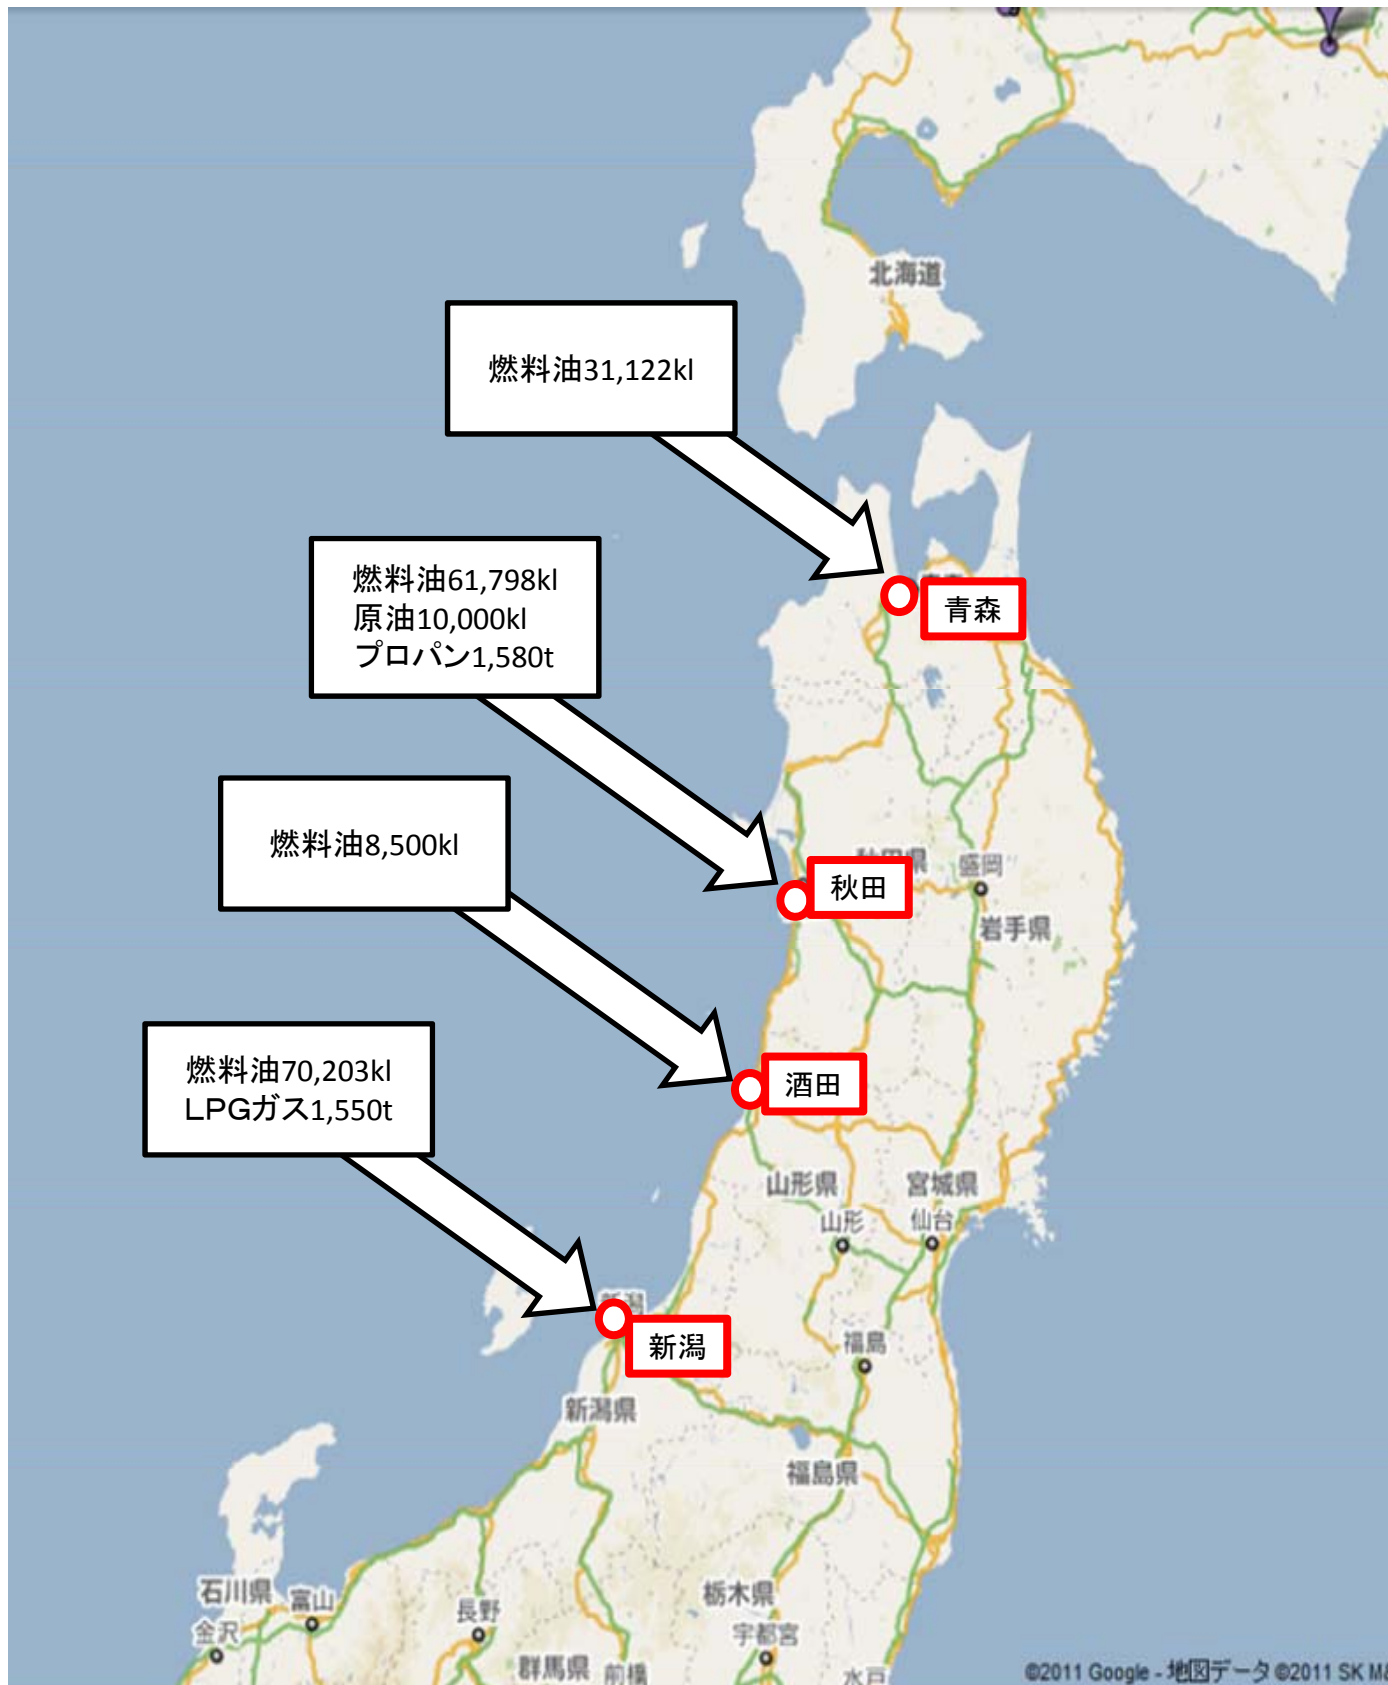 北海道
燃料油31,122kl
青森
燃料油61,798kl
原油10,000kl
プロパン1,580t
秋田
盛岡
岩手県
燃料油8,500kl
酒田
燃料油70,203kl
LPGガス1,550t
山形県
宮城県
山形
仙台
新潟
福島
新潟県
福島県
石川県
富山
金沢
長野
栃木県
宇都宮
群馬県
前橋
水戸
©2011 Google - 地図データ ©2011 SK M